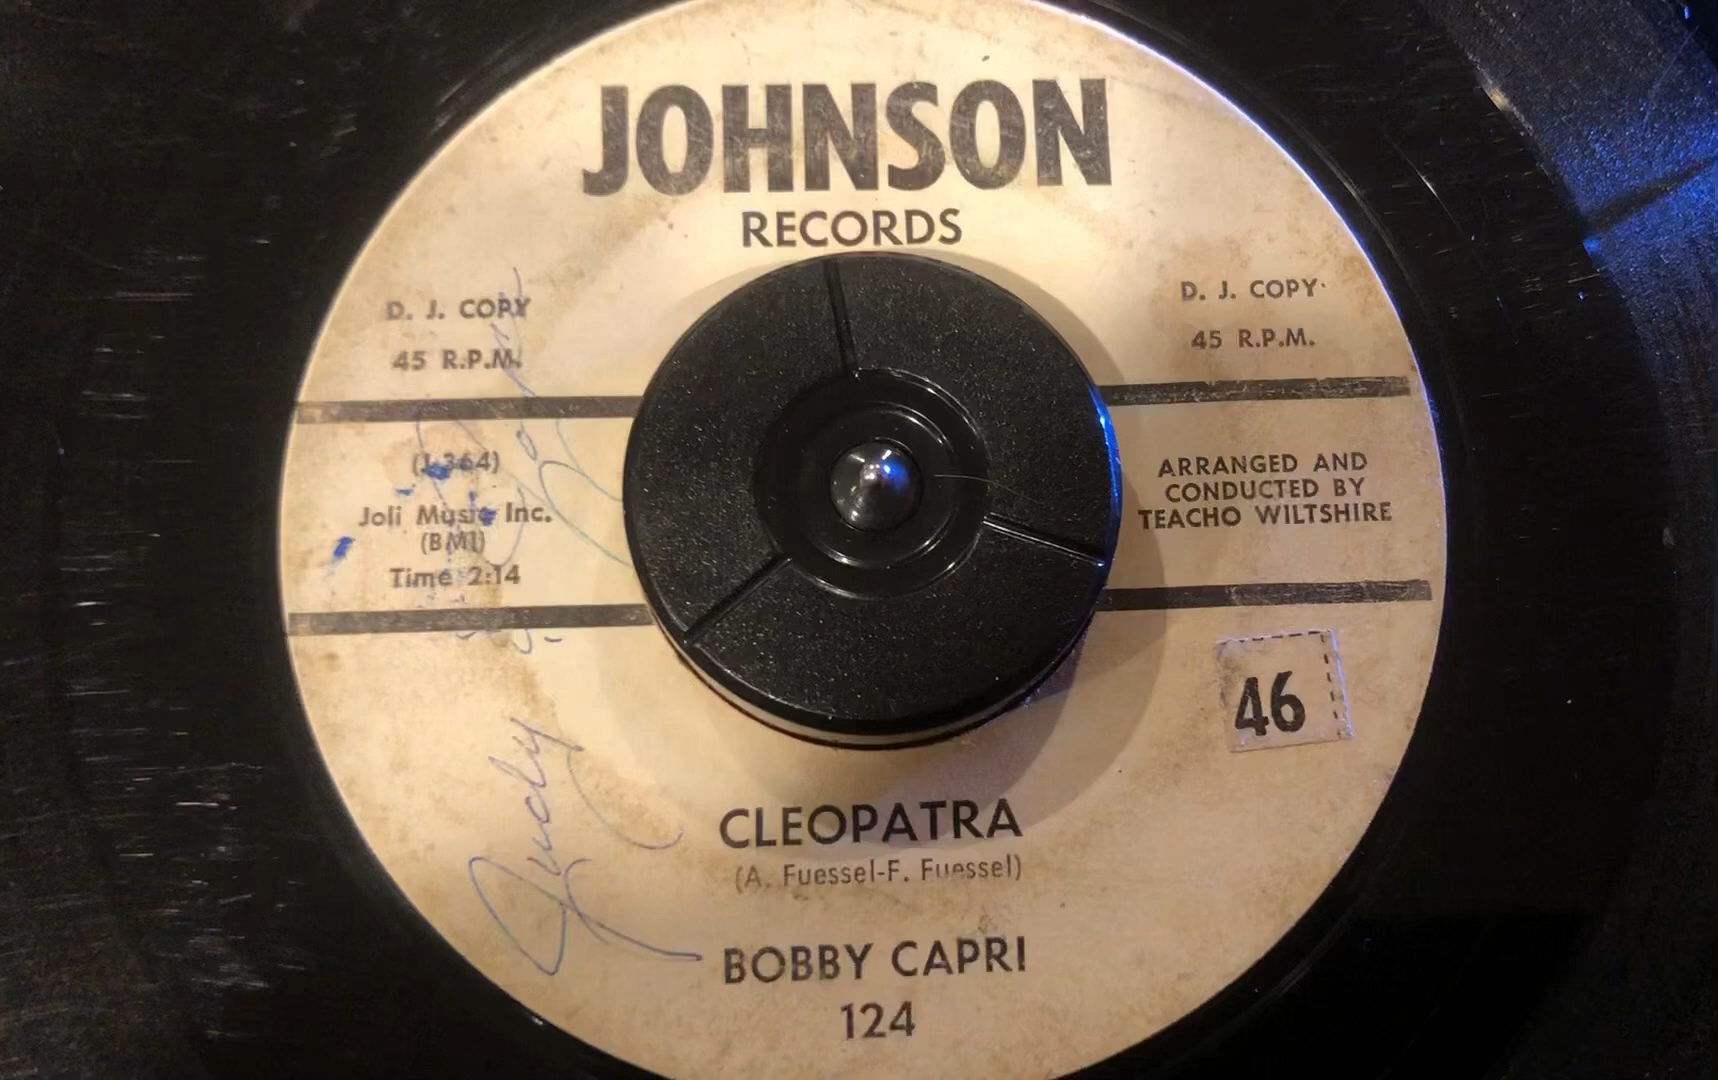 JOHNSON
RECORDS
D. J. COPY
45 R.P.M.
D. J. COPY
45 R.P.M.
(J-364)
Joli Music Inc.
(BMI)
Time 2:14
ARRANGED AND
CONDUCTED BY
TEACHO WILTSHIRE
46
Judy
CLEOPATRA
(A. Fuessel-F. Fuessel)
BOBBY CAPRI
124